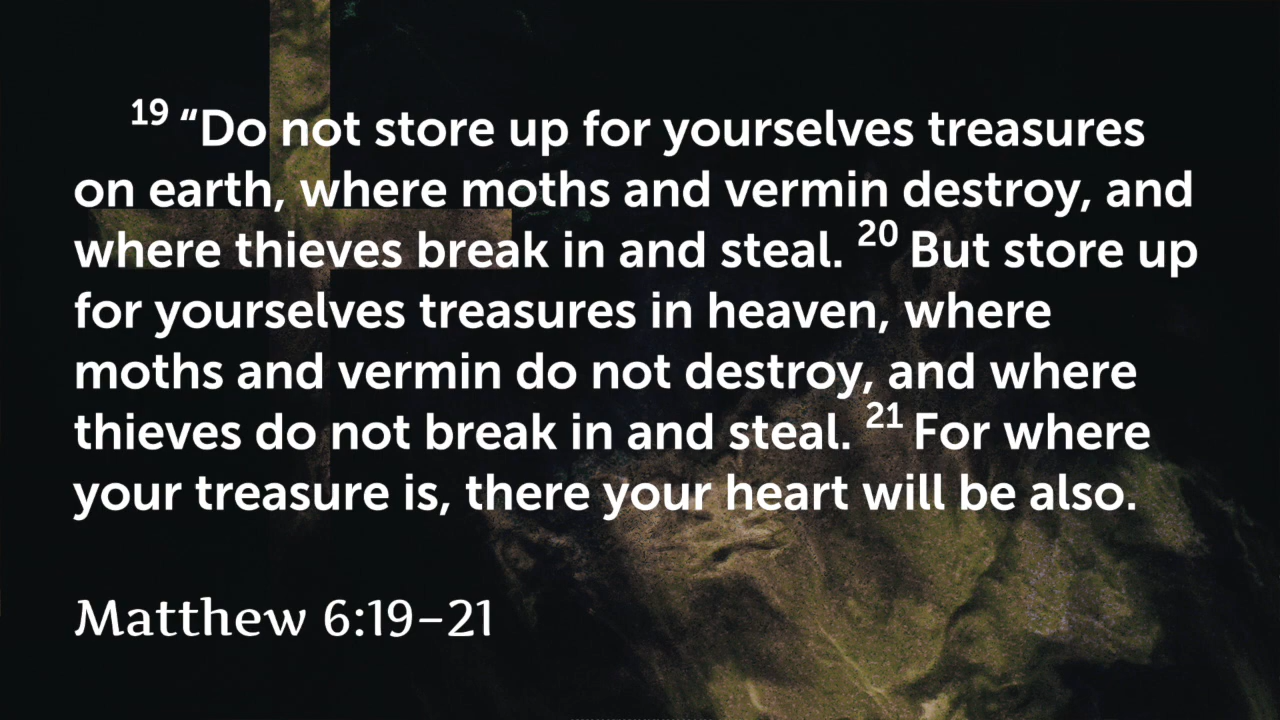 19 “Do not store up for yourselves treasures
on earth, where moths and vermin destroy, and
where thieves break in and steal. 20 But store up
for yourselves treasures in heaven, where
moths and vermin do not destroy, and where
thieves do not break in and steal. 21 For where
your treasure is, there your heart will be also.
Matthew 6:19–21